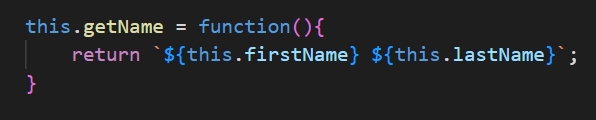 this.getName = function(){
    return `${this.firstName} ${this.lastName}`;
}